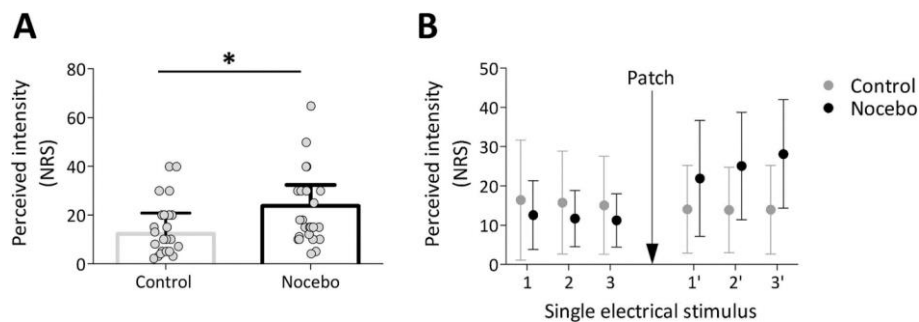 A
Perceived intensity
(NRS)
80
60
40
20
0
*
Control
Nocebo
B
Perceived intensity
(NRS)
50
40
30
20
10
0
Patch
1
2
3
1'
2'
3'
Single electrical stimulus
Control
Nocebo